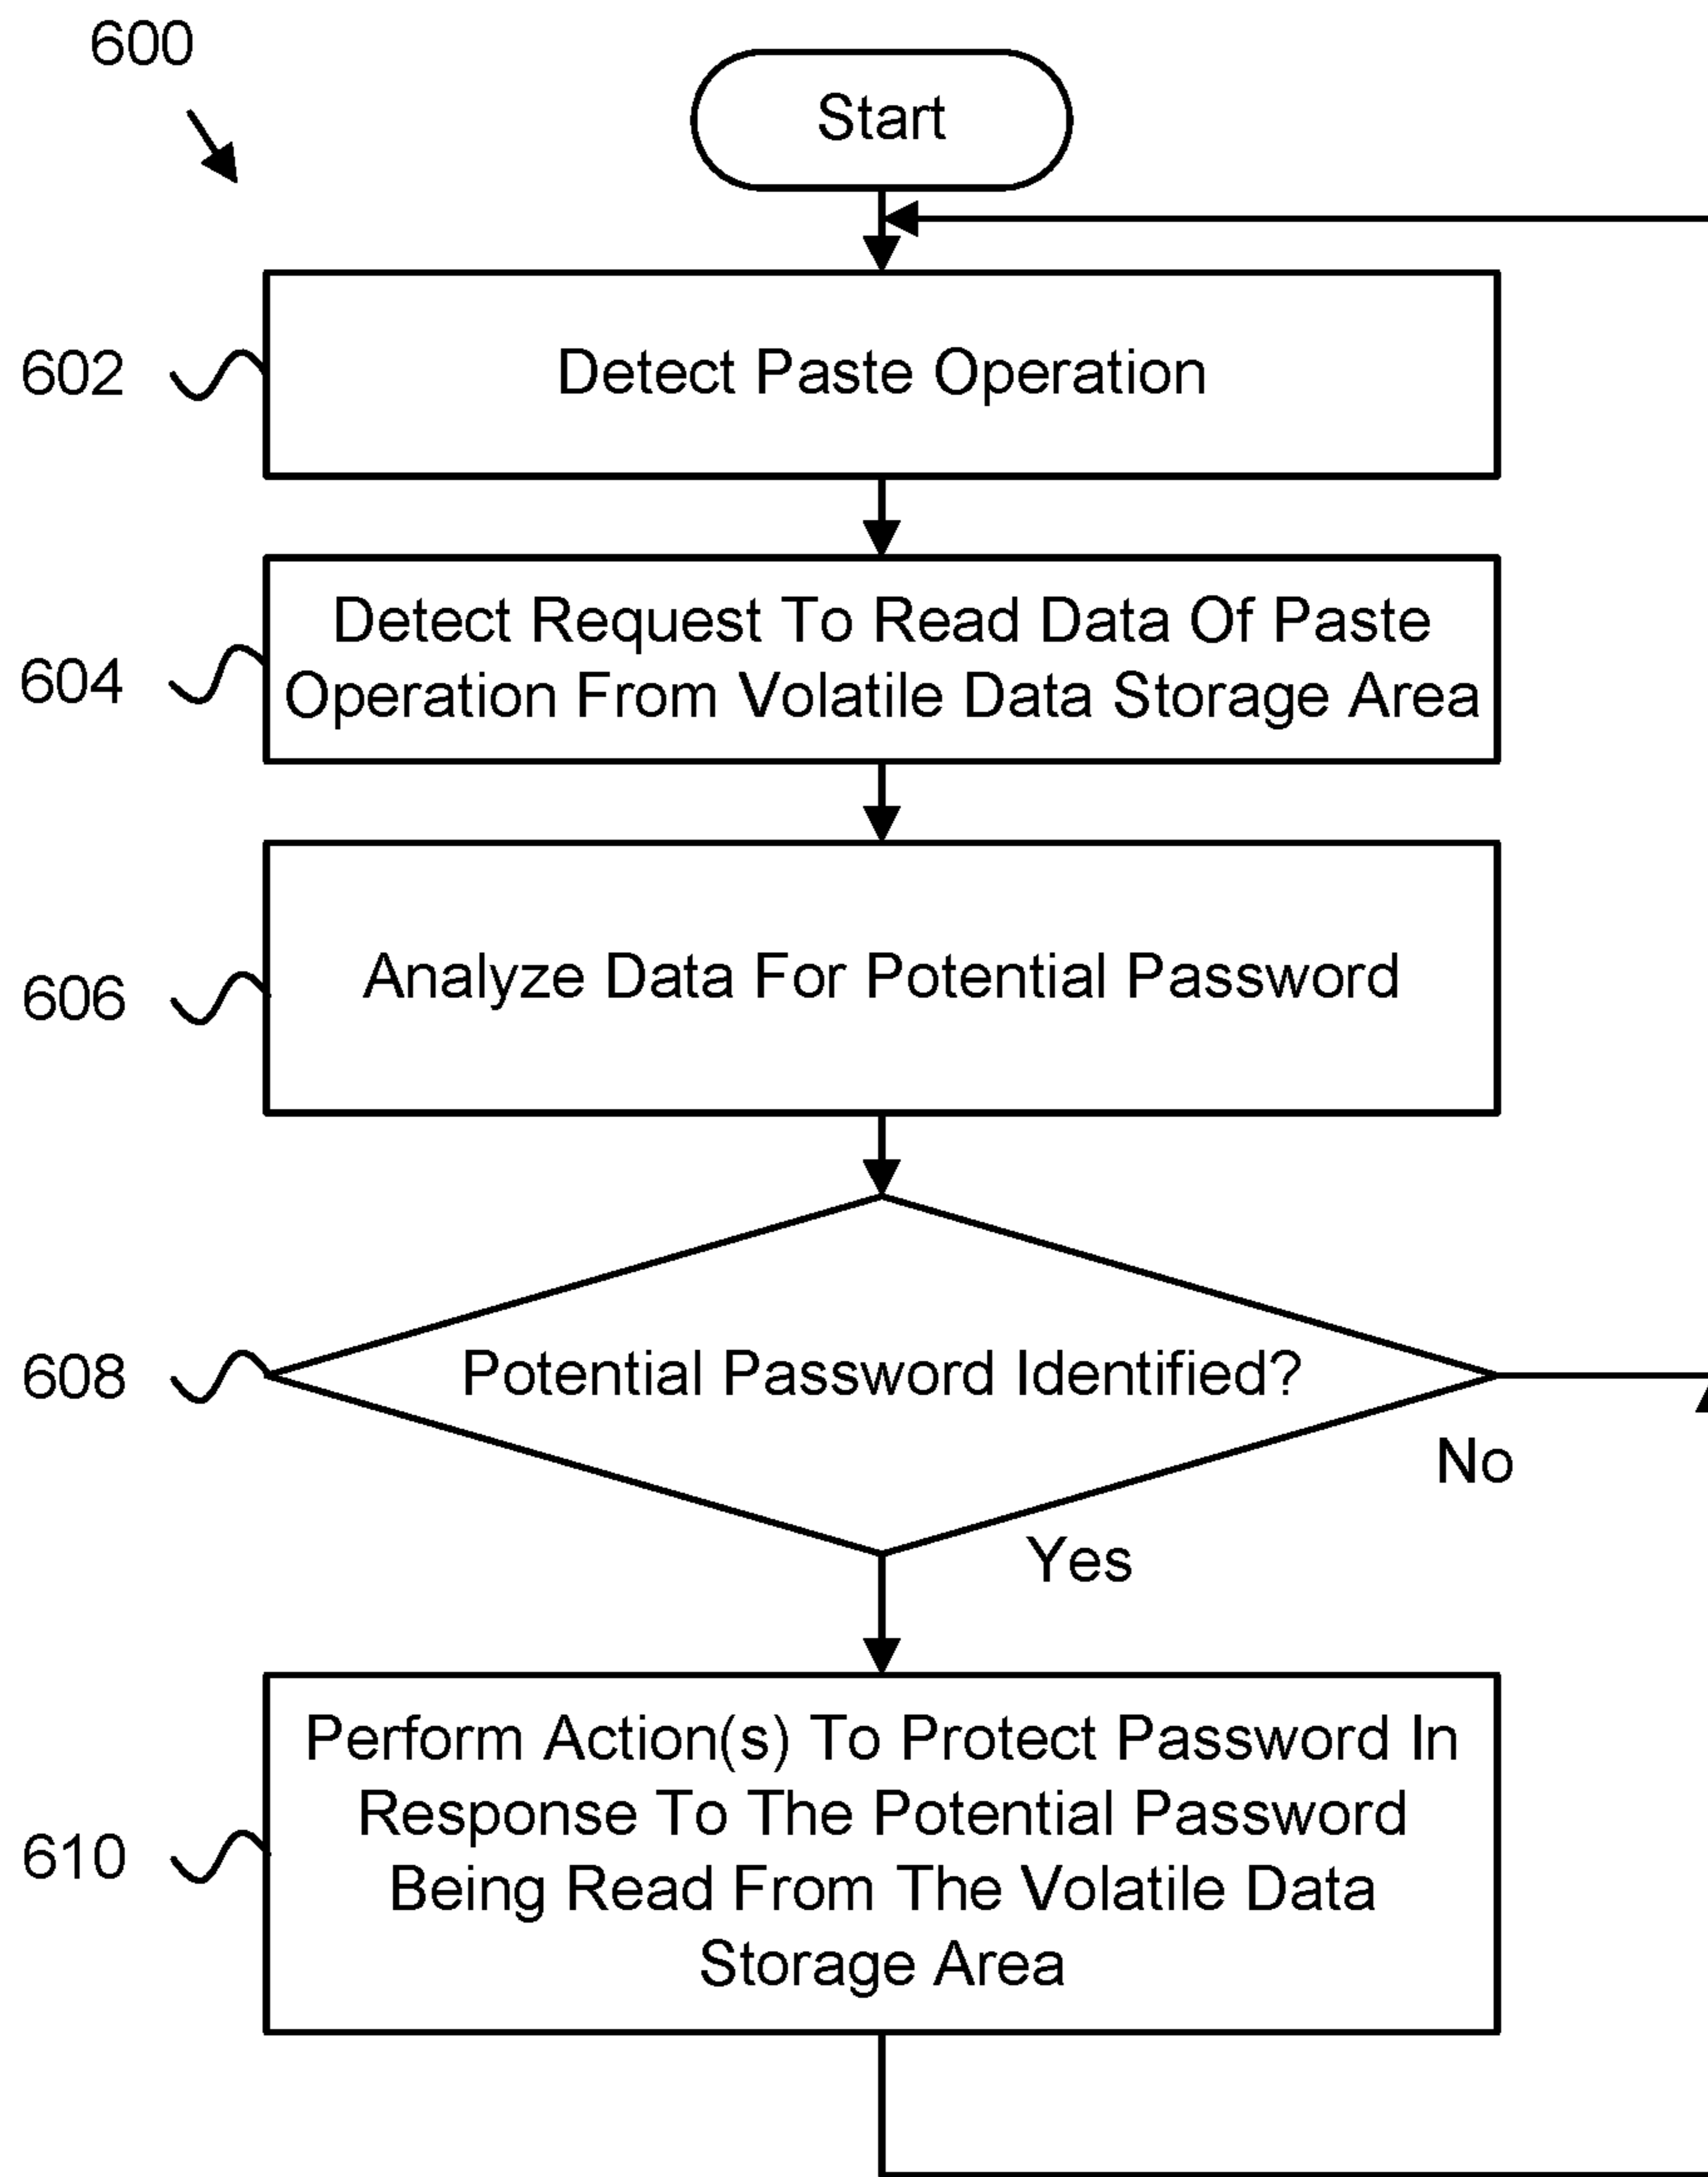 600
Start
602
Detect Paste Operation
604
Detect Request To Read Data Of Paste
Operation From Volatile Data Storage Area
606
Analyze Data For Potential Password
608
Potential Password Identified?
No
Yes
610
Perform Action(s) To Protect Password In
Response To The Potential Password
Being Read From The Volatile Data
Storage Area